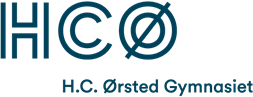 HCØ
H.C. Ørsted Gymnasiet